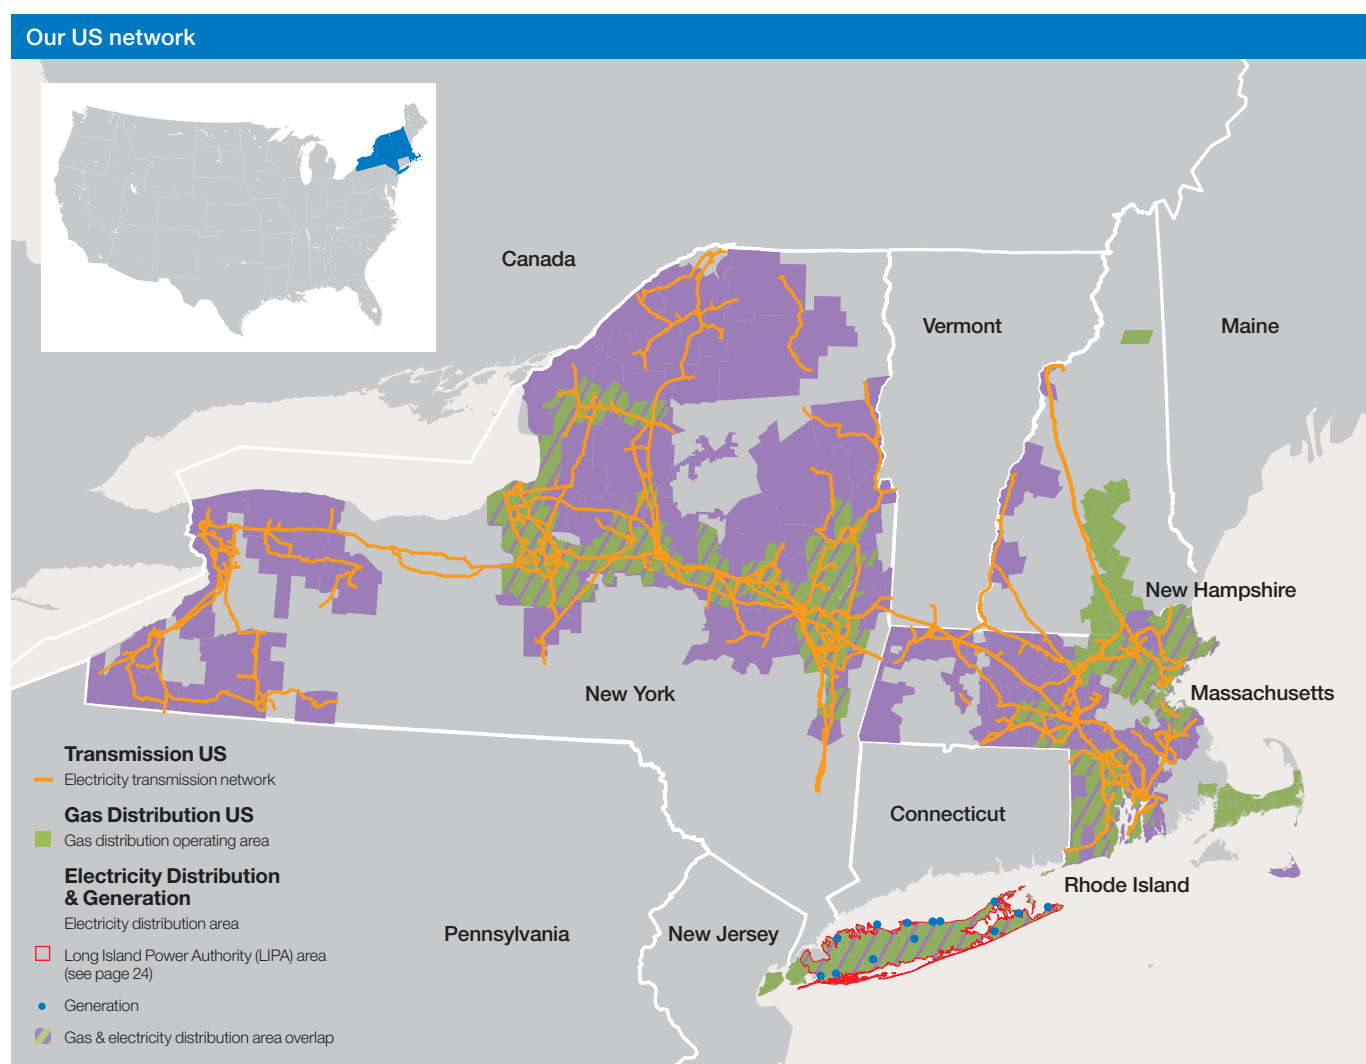 Our US network
Canada
Vermont
Maine
New Hampshire
New York
Massachusetts
Connecticut
Rhode Island
Pennsylvania
New Jersey
Transmission US
Electricity transmission network
Gas Distribution US
Gas distribution operating area
Electricity Distribution
& Generation
Electricity distribution area
Long Island Power Authority (LIPA) area
(see page 24)
Generation
Gas & electricity distribution area overlap